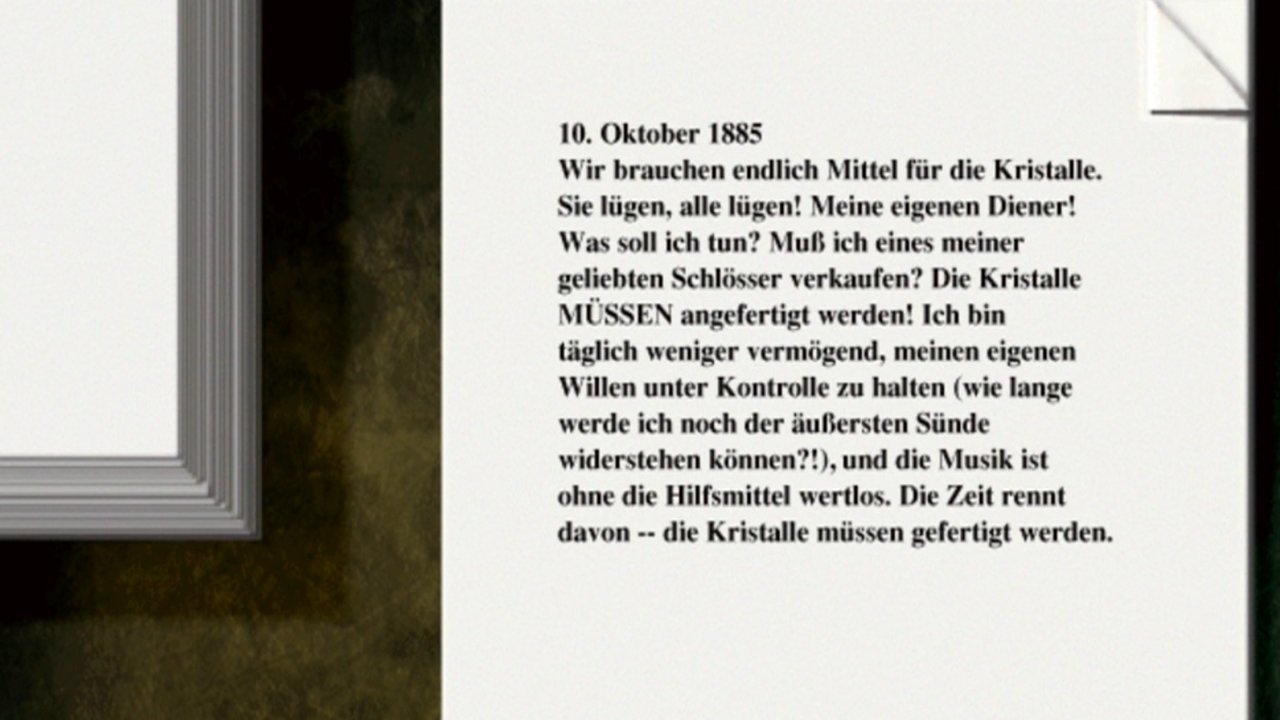 10. Oktober 1885
Wir brauchen endlich Mittel für die Kristalle.
Sie lügen, alle lügen! Meine eigenen Diener!
Was soll ich tun? Muß ich eines meiner
geliebten Schlösser verkaufen? Die Kristalle
MÜSSEN angefertigt werden! Ich bin
täglich weniger vermögend, meinen eigenen
Willen unter Kontrolle zu halten (wie lange
werde ich noch der äußersten Sünde
widerstehen können?!), und die Musik ist
ohne die Hilfsmittel wertlos. Die Zeit rennt
davon -- die Kristalle müssen gefertigt werden.